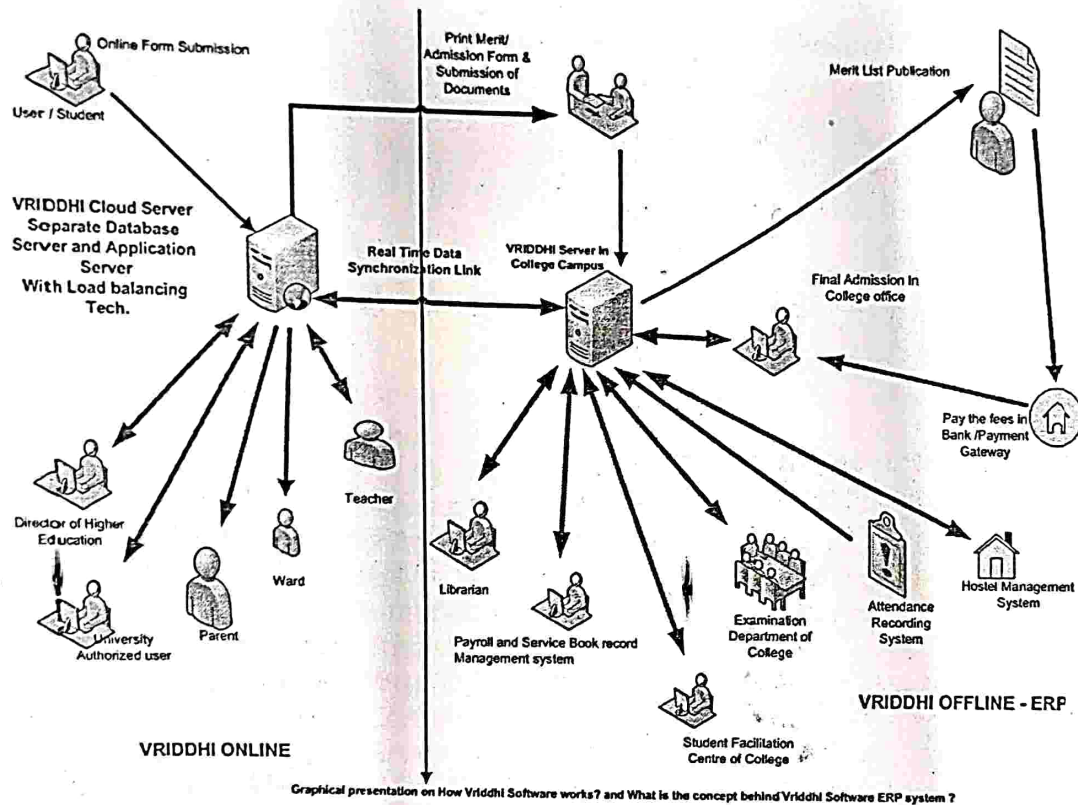 Online Form Submission
User / Student
Print Merit/
Admission Form &
Submission of
Documents
Merit List Publication
VRIDDHI Cloud Server
Separate Database
Server and Application
Server
With Load balancing
Tech.
Real Time Data
Synchronization Link
VRIDDHI Server in
College Campus
Final Admission In
College office
Pay the fees in
Bank /Payment
Gateway
Director of Higher
Education
University
Authorized user
Parent
Ward
Teacher
Librarian
Payroll and Service Book record
Management system
Student Facilitation
Centre of College
Examination
Department of
College
Attendance
Recording
System
Hostel Management
System
VRIDDHI ONLINE
VRIDDHI OFFLINE - ERP
Graphical presentation on How Vriddhi Software works? and What is the concept behind Vriddhi Software ERP system ?